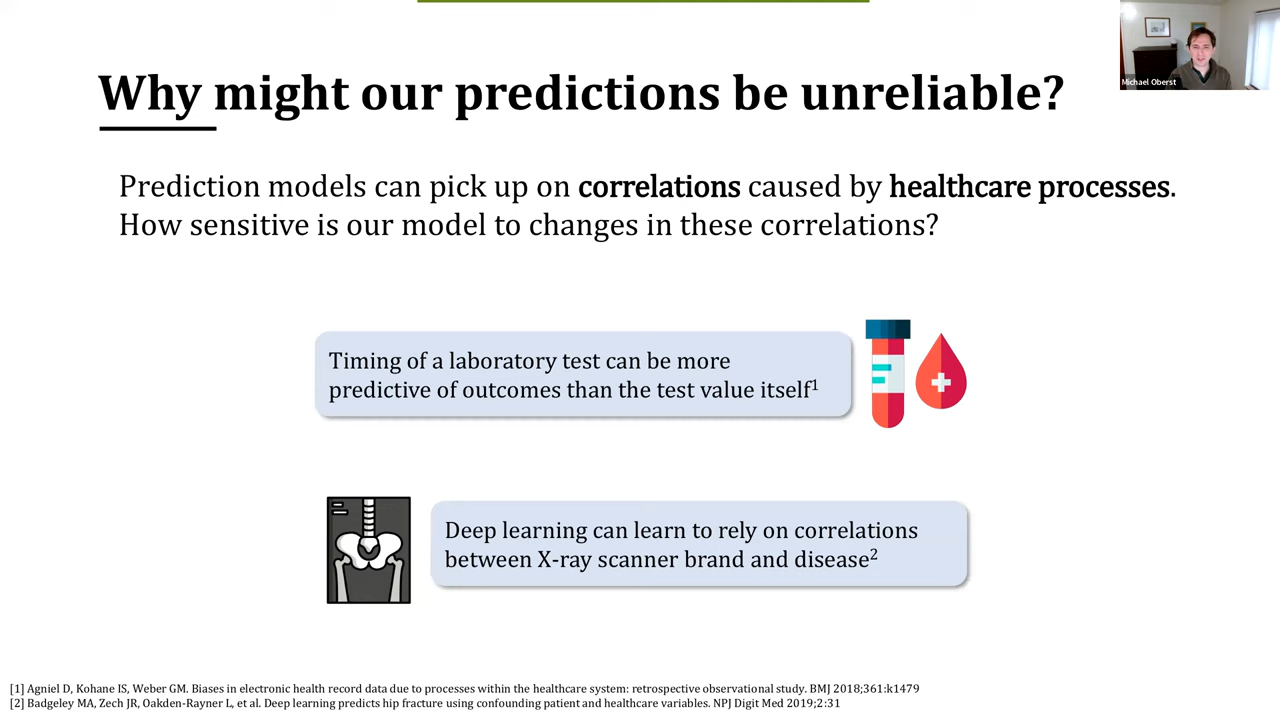 Michael Oberst
Why might our predictions be unreliable?
Prediction models can pick up on correlations caused by healthcare processes.
How sensitive is our model to changes in these correlations?
Timing of a laboratory test can be more
predictive of outcomes than the test value itself¹
Deep learning can learn to rely on correlations
between X-ray scanner brand and disease²
[1] Agniel D, Kohane IS, Weber GM. Biases in electronic health record data due to processes within the healthcare system: retrospective observational study. BMJ 2018;361:k1479
[2] Badgeley MA, Zech JR, Oakden-Rayner L, et al. Deep learning predicts hip fracture using confounding patient and healthcare variables. NPJ Digit Med 2019;2:31